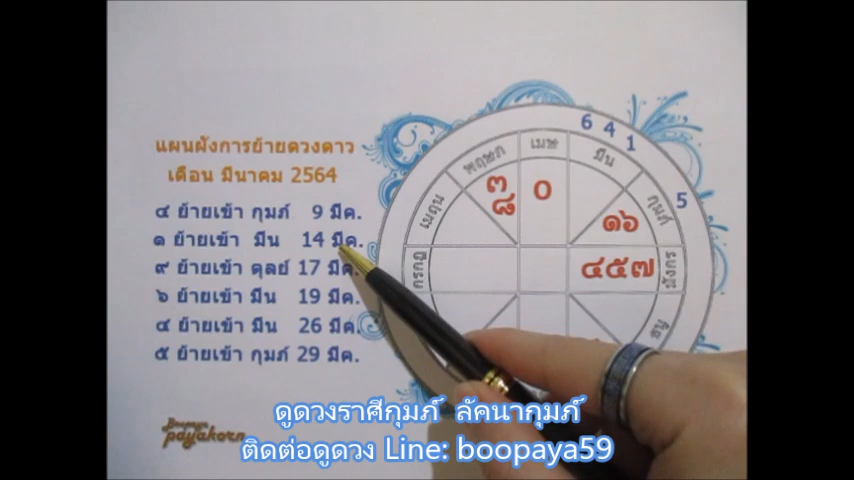 แผนผังการย้ายดวงดาว
เดือน มีนาคม 2564
๔ ย้ายเข้า กุมภ์ 9 มีค.
๑ ย้ายเข้า มีน 14 มีค.
๙ ย้ายเข้า ตุลย์ 17 มีค.
๖ ย้ายเข้า มีน 19 มีค.
๔ ย้ายเข้า มีน 26 มีค.
๕ ย้ายเข้า กุมภ์ 29 มีค.
6 4 1
5
เมษ
พฤษภ
มีน
เมถุน
กุมภ์
กรกฎ
มังกร
ธนู
๓ ๐
๘
๑๖
๔๕๗
Boopaya
payakorn
ดูดวงราศีกุมภ์ ลัคนากุมภ์
ติดต่อดูดวง Line: boopaya59